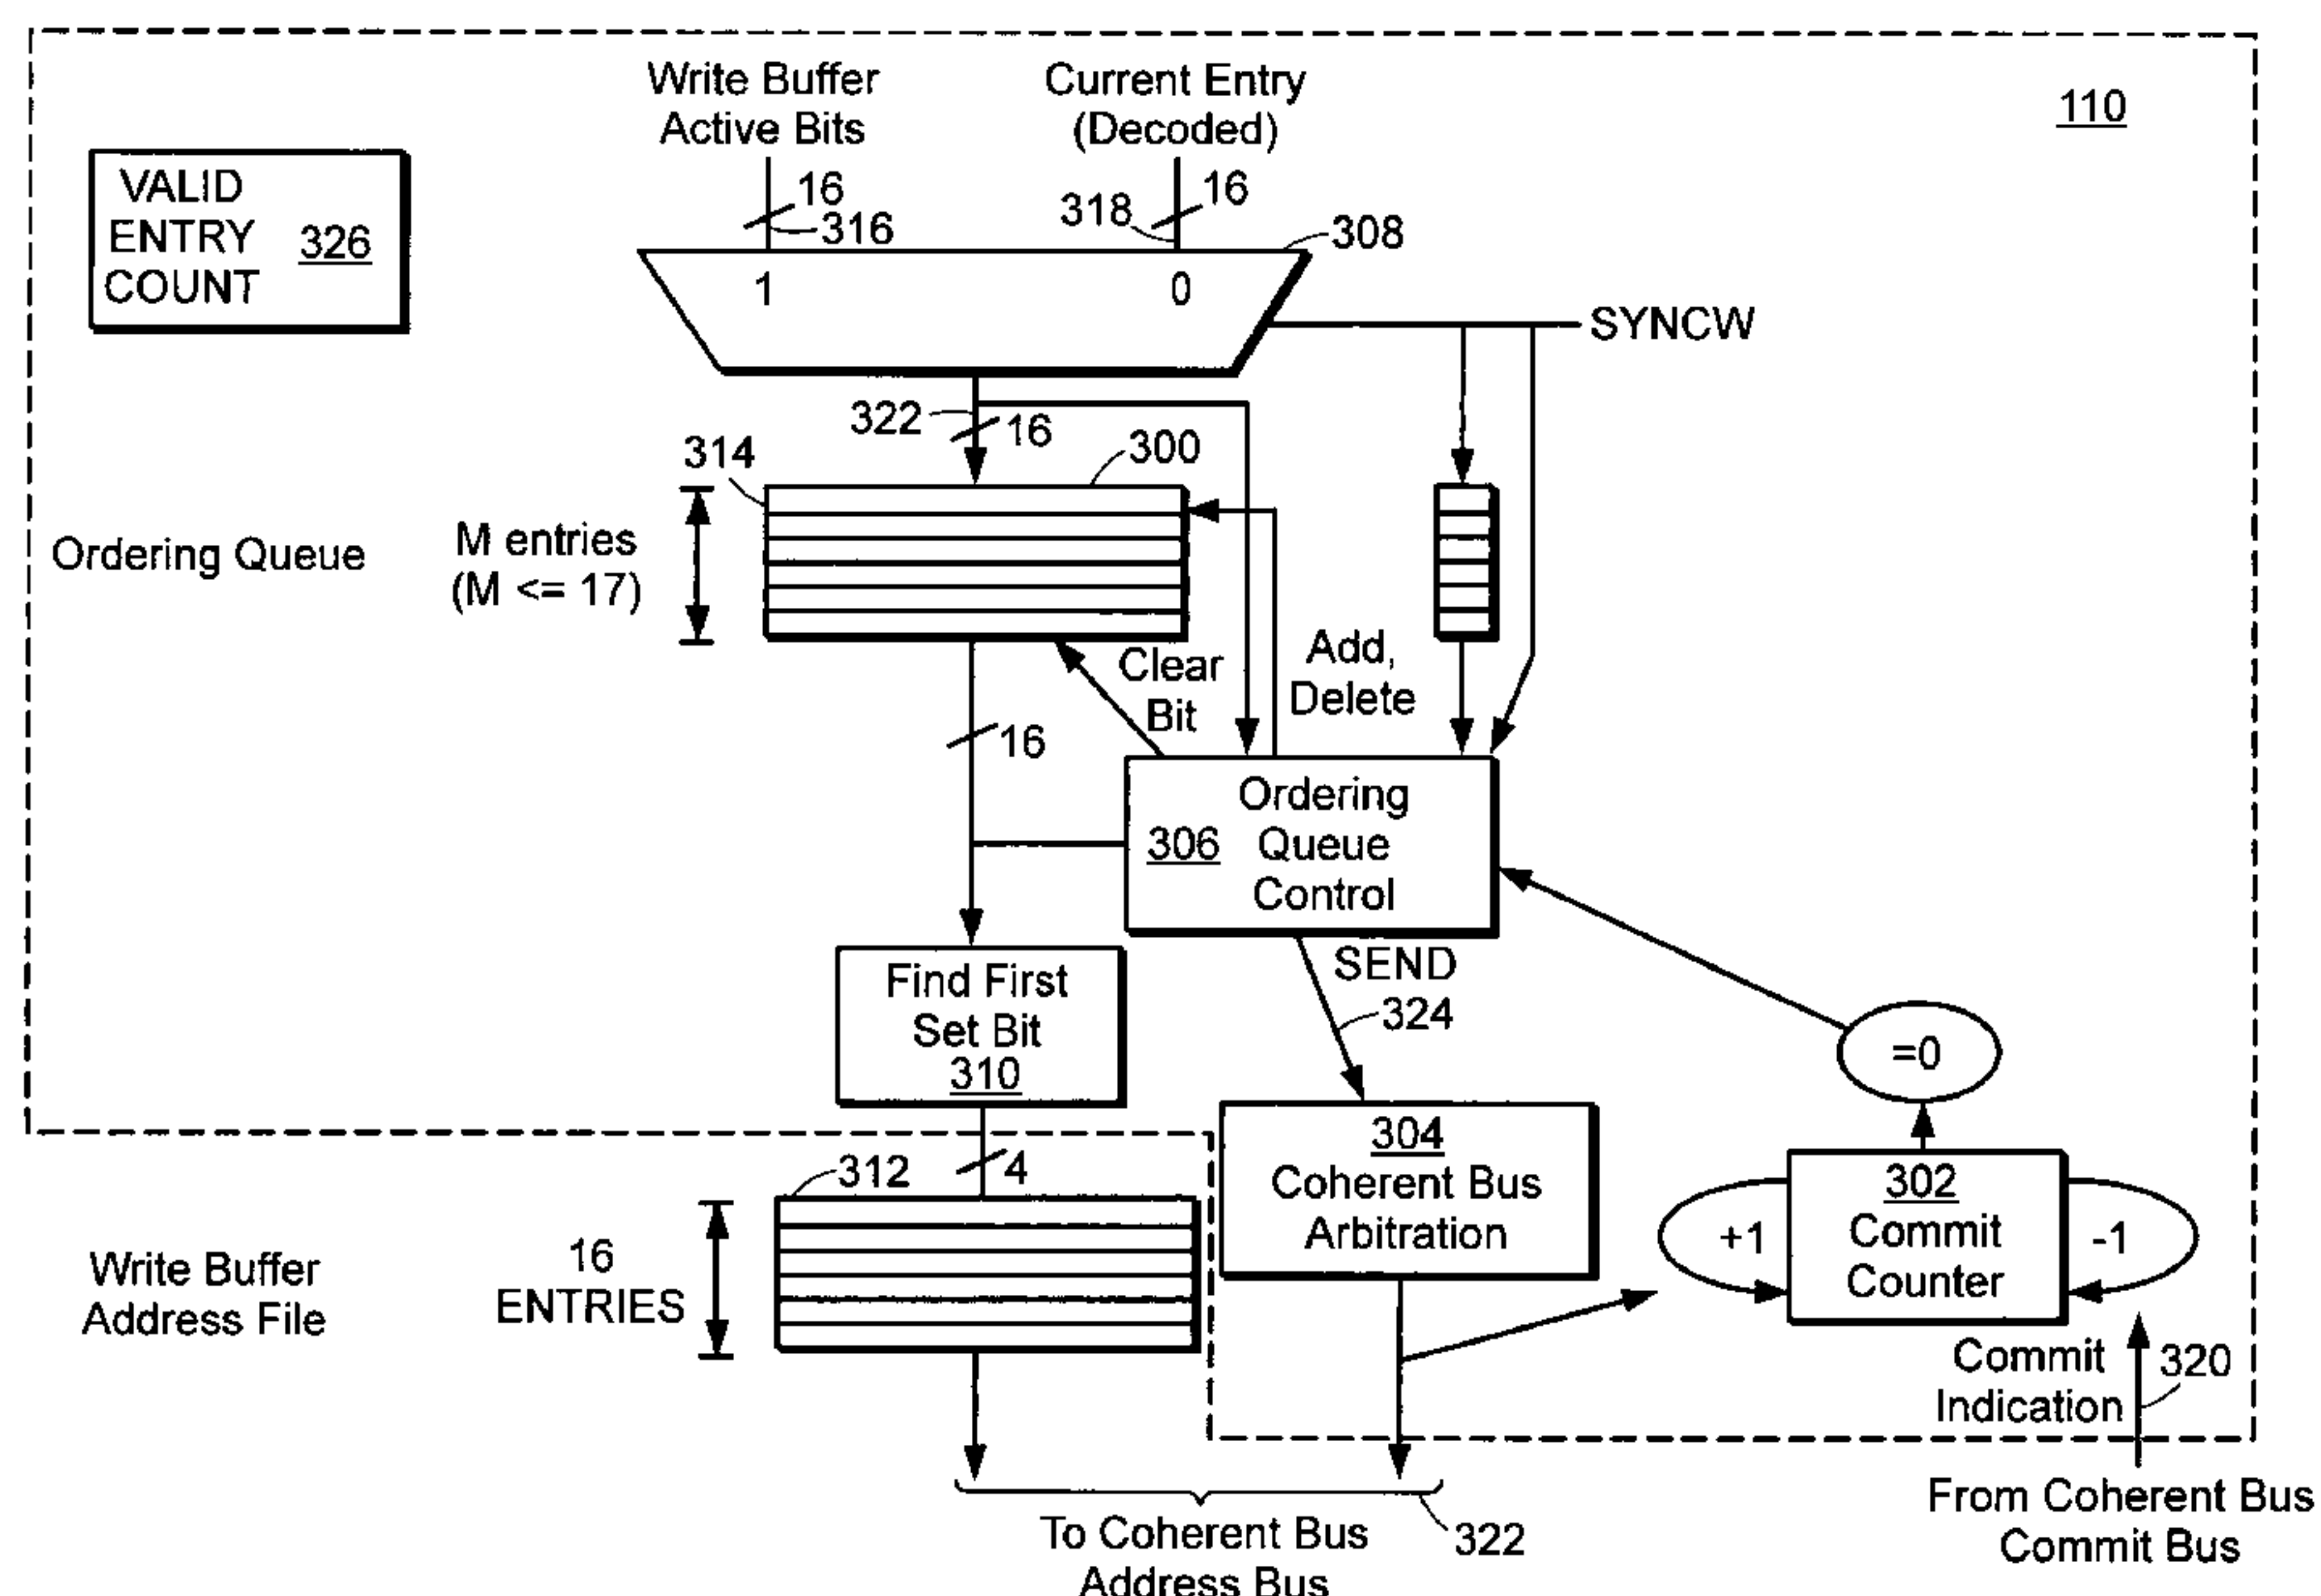 Write Buffer
Active Bits
Current Entry
(Decoded)
110
VALID
ENTRY
COUNT
326
16
316
318
16
308
1
0
SYNCW
322
16
314
300
Ordering Queue
M entries
(M <= 17)
Clear
Bit
Add,
Delete
16
Ordering
306
Queue
Control
SEND
324
Find First
Set Bit
310
=0
304
Coherent Bus
Arbitration
302
Commit
Counter
+1
-1
312
4
16
ENTRIES
Write Buffer
Address File
Commit
Indication
320
From Coherent Bus
Commit Bus
To Coherent Bus
Address Bus
322